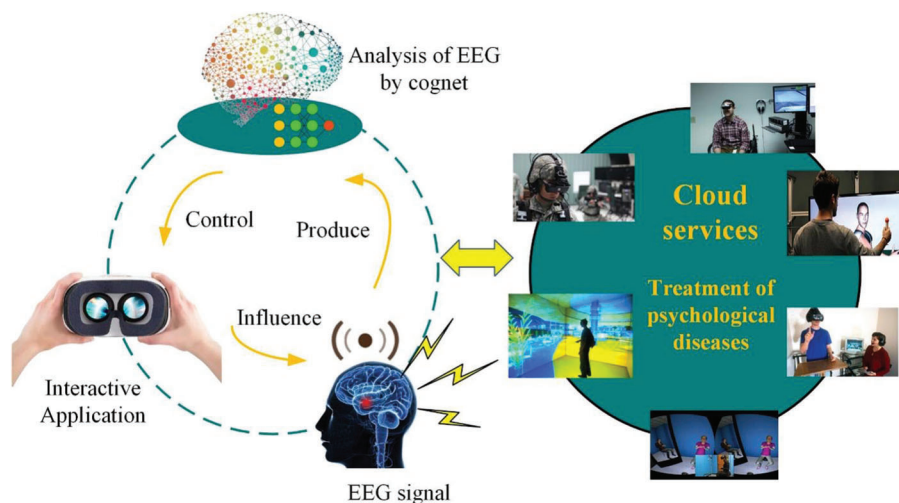 Analysis of EEG
by cognet
Control
Produce
Influence
Interactive
Application
EEG signal
Cloud
services
Treatment of
psychological
diseases